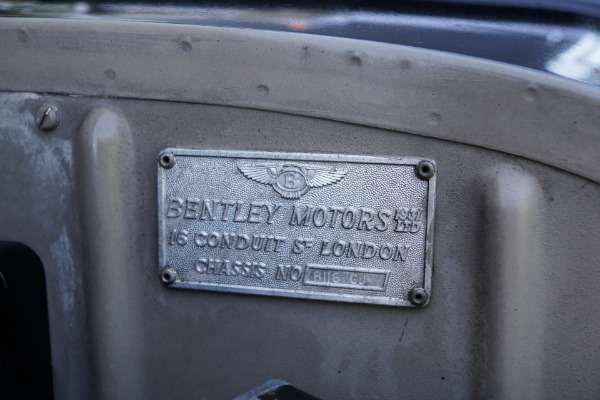 B
BENTLEY MOTORS (1931) LTD
16 CONDUIT ST LONDON
CHASSIS NO